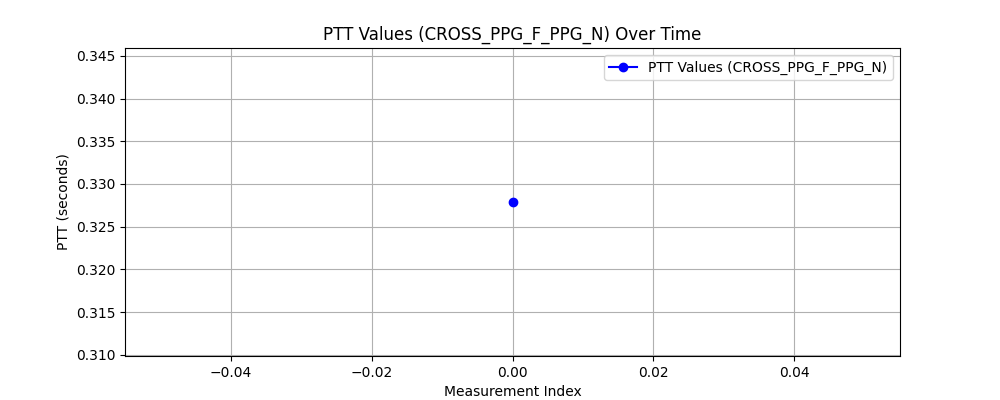 PTT Values (CROSS_PPG_F_PPG_N) Over Time
PTT Values (CROSS_PPG_F_PPG_N)
PTT (seconds)
0.345
0.340
0.335
0.330
0.325
0.320
0.315
0.310
−0.04 −0.02 0.00 0.02 0.04
Measurement Index